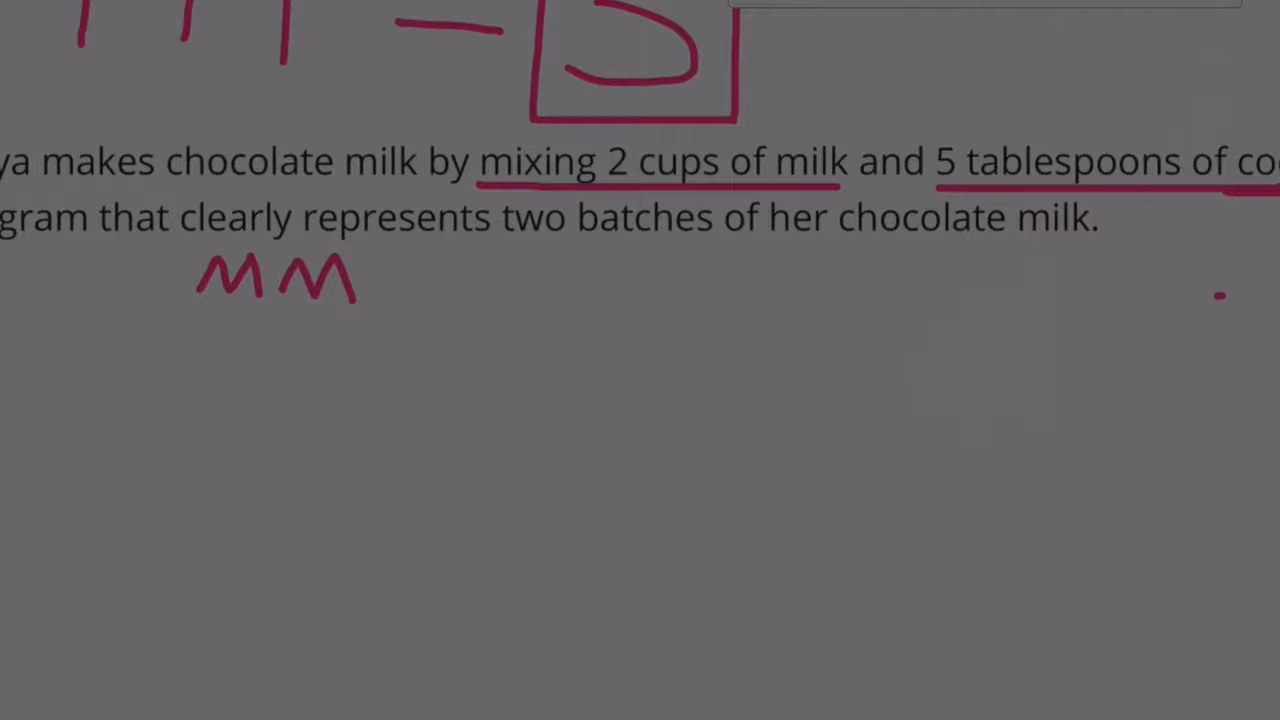 ya makes chocolate milk by mixing 2 cups of milk and 5 tablespoons of co
gram that clearly represents two batches of her chocolate milk.
M M